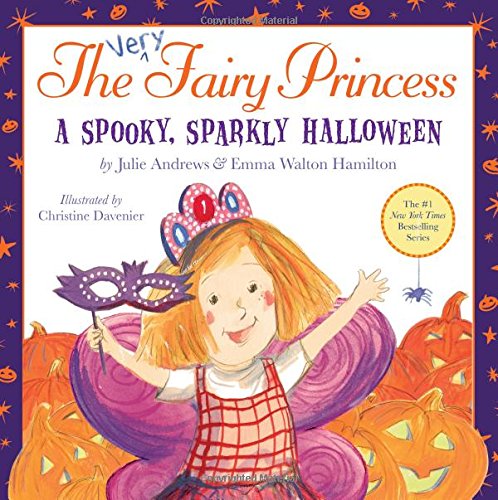 The Very Fairy Princess
A SPOOKY, SPARKLY HALLOWEEN
by Julie Andrews & Emma Walton Hamilton
Illustrated by
Christine Davenier
The #1
New York Times
Bestselling
Series
1